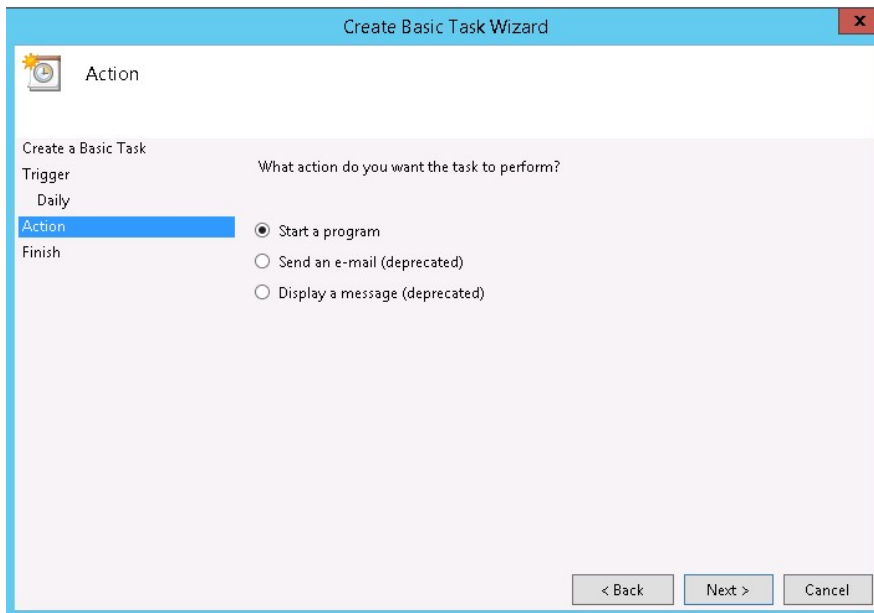 Create Basic Task Wizard
x
Action
Create a Basic Task
Trigger
Daily
Action
Finish
What action do you want the task to perform?
Start a program
Send an e-mail (deprecated)
Display a message (deprecated)
< Back
Next >
Cancel